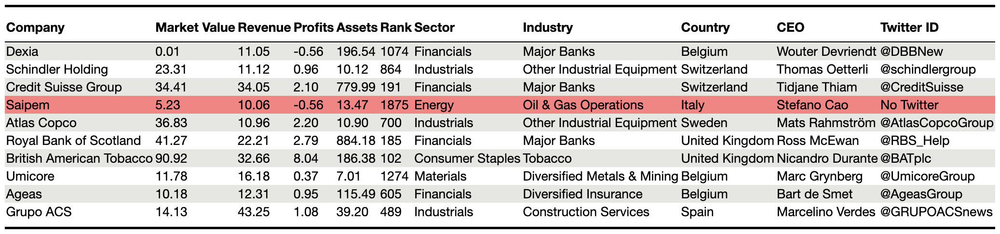 Company Market Value Revenue Profits Assets Rank Sector Industry Country CEO Twitter ID
Dexia 0.01 11.05 -0.56 196.54 1074 Financials Major Banks Belgium Wouter Devriendt @DBBNew
Schindler Holding 23.31 11.12 0.96 10.12 864 Industrials Other Industrial Equipment Switzerland Thomas Oetterli @schindlergroup
Credit Suisse Group 34.41 34.05 2.10 779.99 191 Financials Major Banks Switzerland Tidjane Thiam @CreditSuisse
Saipem 5.23 10.06 -0.56 13.47 1875 Energy Oil & Gas Operations Italy Stefano Cao No Twitter
Atlas Copco 36.83 10.96 2.20 10.90 700 Industrials Other Industrial Equipment Sweden Mats Rahmström @AtlasCopcoGroup
Royal Bank of Scotland 41.27 22.21 2.79 884.18 185 Financials Major Banks United Kingdom Ross McEwan @RBS_Help
British American Tobacco 90.92 32.66 8.04 186.38 102 Consumer Staples Tobacco United Kingdom Nicandro Durante @BATplc
Umicore 11.78 16.18 0.37 7.01 1274 Materials Diversified Metals & Mining Belgium Marc Grynberg @UmicoreGroup
Ageas 10.18 12.31 0.95 115.49 605 Financials Diversified Insurance Belgium Bart de Smet @AgeasGroup
Grupo ACS 14.13 43.25 1.08 39.20 489 Industrials Construction Services Spain Marcelino Verdes @GRUPOACSnews